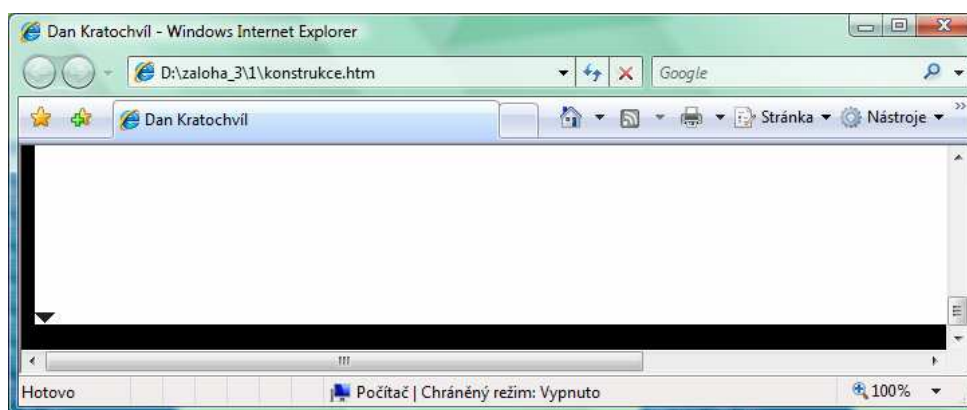 Dan Kratochvíl - Windows Internet Explorer
D:\zaloha_3\1\konstrukce.htm Google
Dan Kratochvíl Stránka Nástroje
Hotovo Počítač | Chráněný režim: Vypnuto 100%